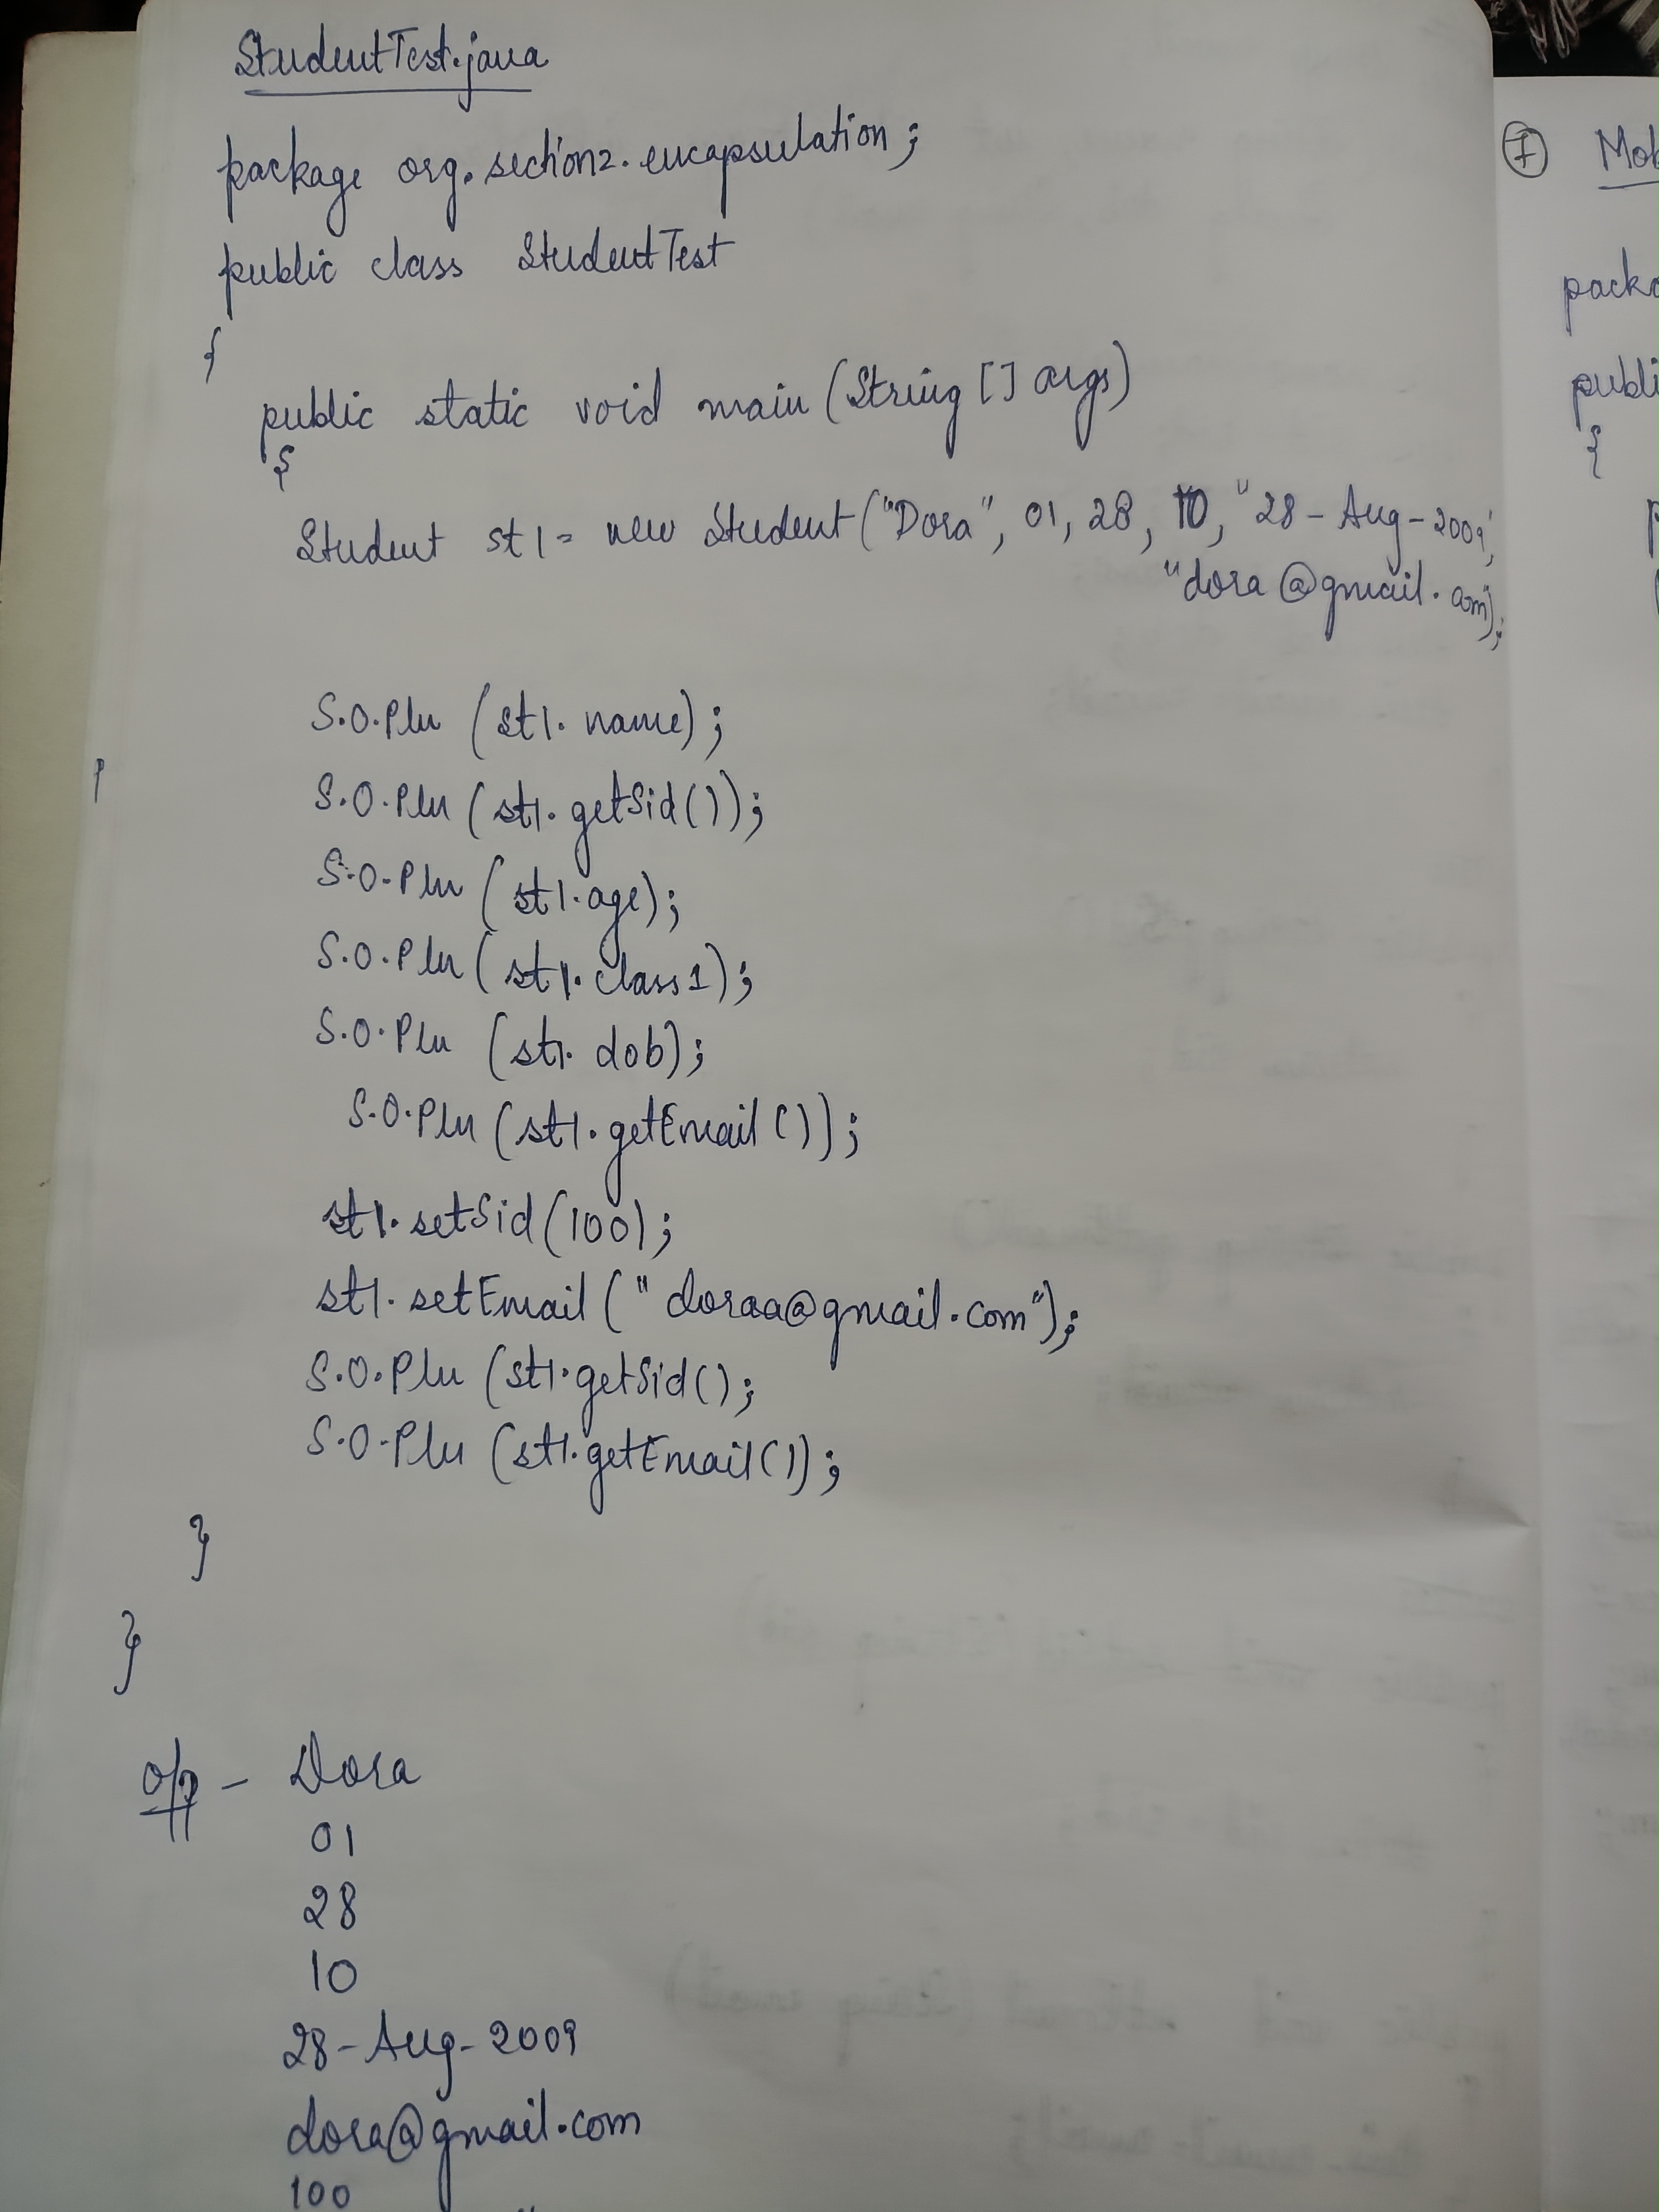 StudentTest.java
package org.section2.encapsulation;
public class StudentTest
{
public static void main (String [] args)
{
Student st1 = new Student ("Dora", 01, 28, 10, "28-Aug-2009",
"dora@gmail.com");
S.O.Pln (st1.name);
S.O.Pln (st1.getSid());
S.O.Pln (st1.age);
S.O.Pln (st1.class1);
S.O.Pln (st1.dob);
S.O.Pln (st1.getEmail());
st1.setSid(100);
st1.setEmail ("doraa@gmail.com");
S.O.Pln (st1.getSid();
S.O.Pln (st1.getEmail());
}
}
o/p - Dora
01
28
10
28-Aug-2009
dora@gmail.com
100
I
{